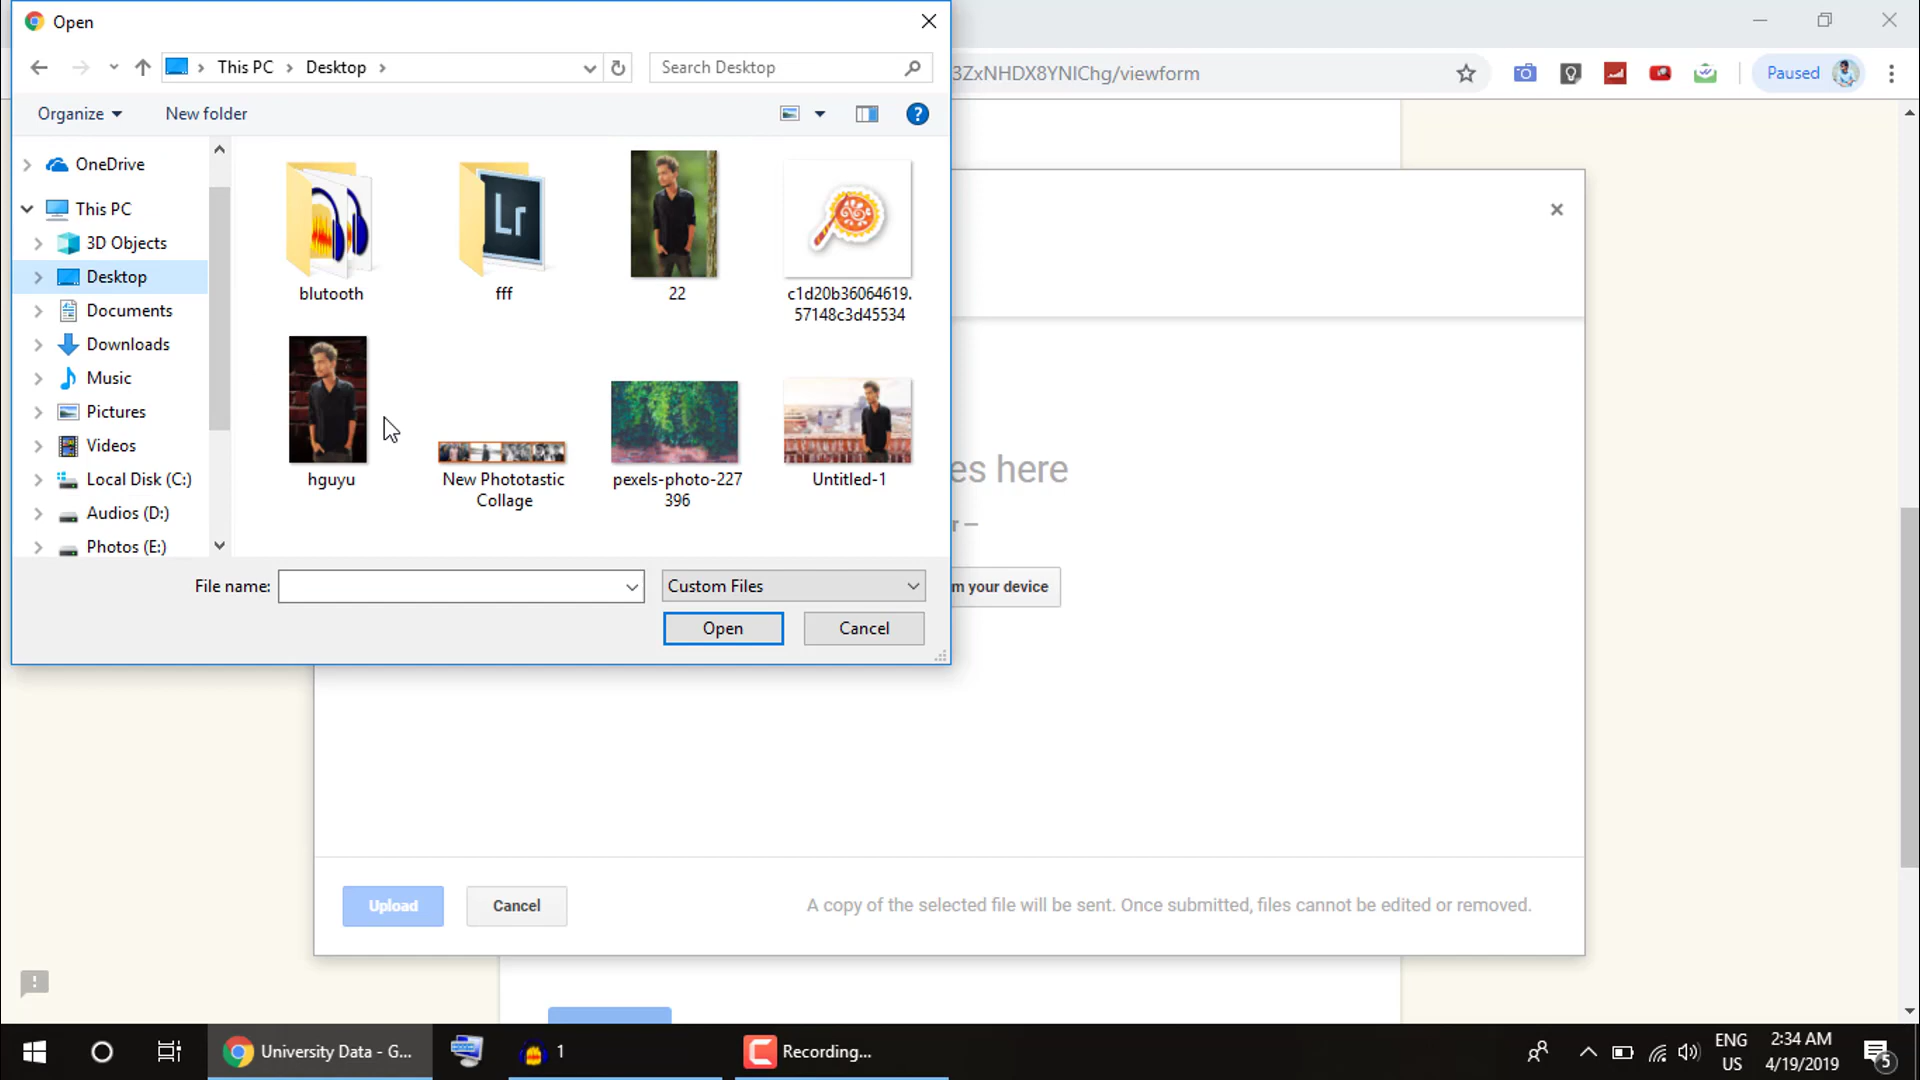 Open
This PC
Desktop
Search Desktop
3ZxNHDX8YNIChg/viewform
Paused
Organize
New folder
OneDrive
This PC
3D Objects
Desktop
Documents
Downloads
Music
Pictures
Videos
Local Disk (C:)
Audios (D:)
Photos (E:)
Lr
blutooth
fff
22
c1d20b36064619.
57148c3d45534
hguyu
New Phototastic
Collage
pexels-photo-227
396
Untitled-1
es here
r —
File name:
Custom Files
m your device
Open
Cancel
Upload
Cancel
A copy of the selected file will be sent. Once submitted, files cannot be edited or removed.
University Data - G...
1
Recording...
ENG
US
2:34 AM
4/19/2019
5